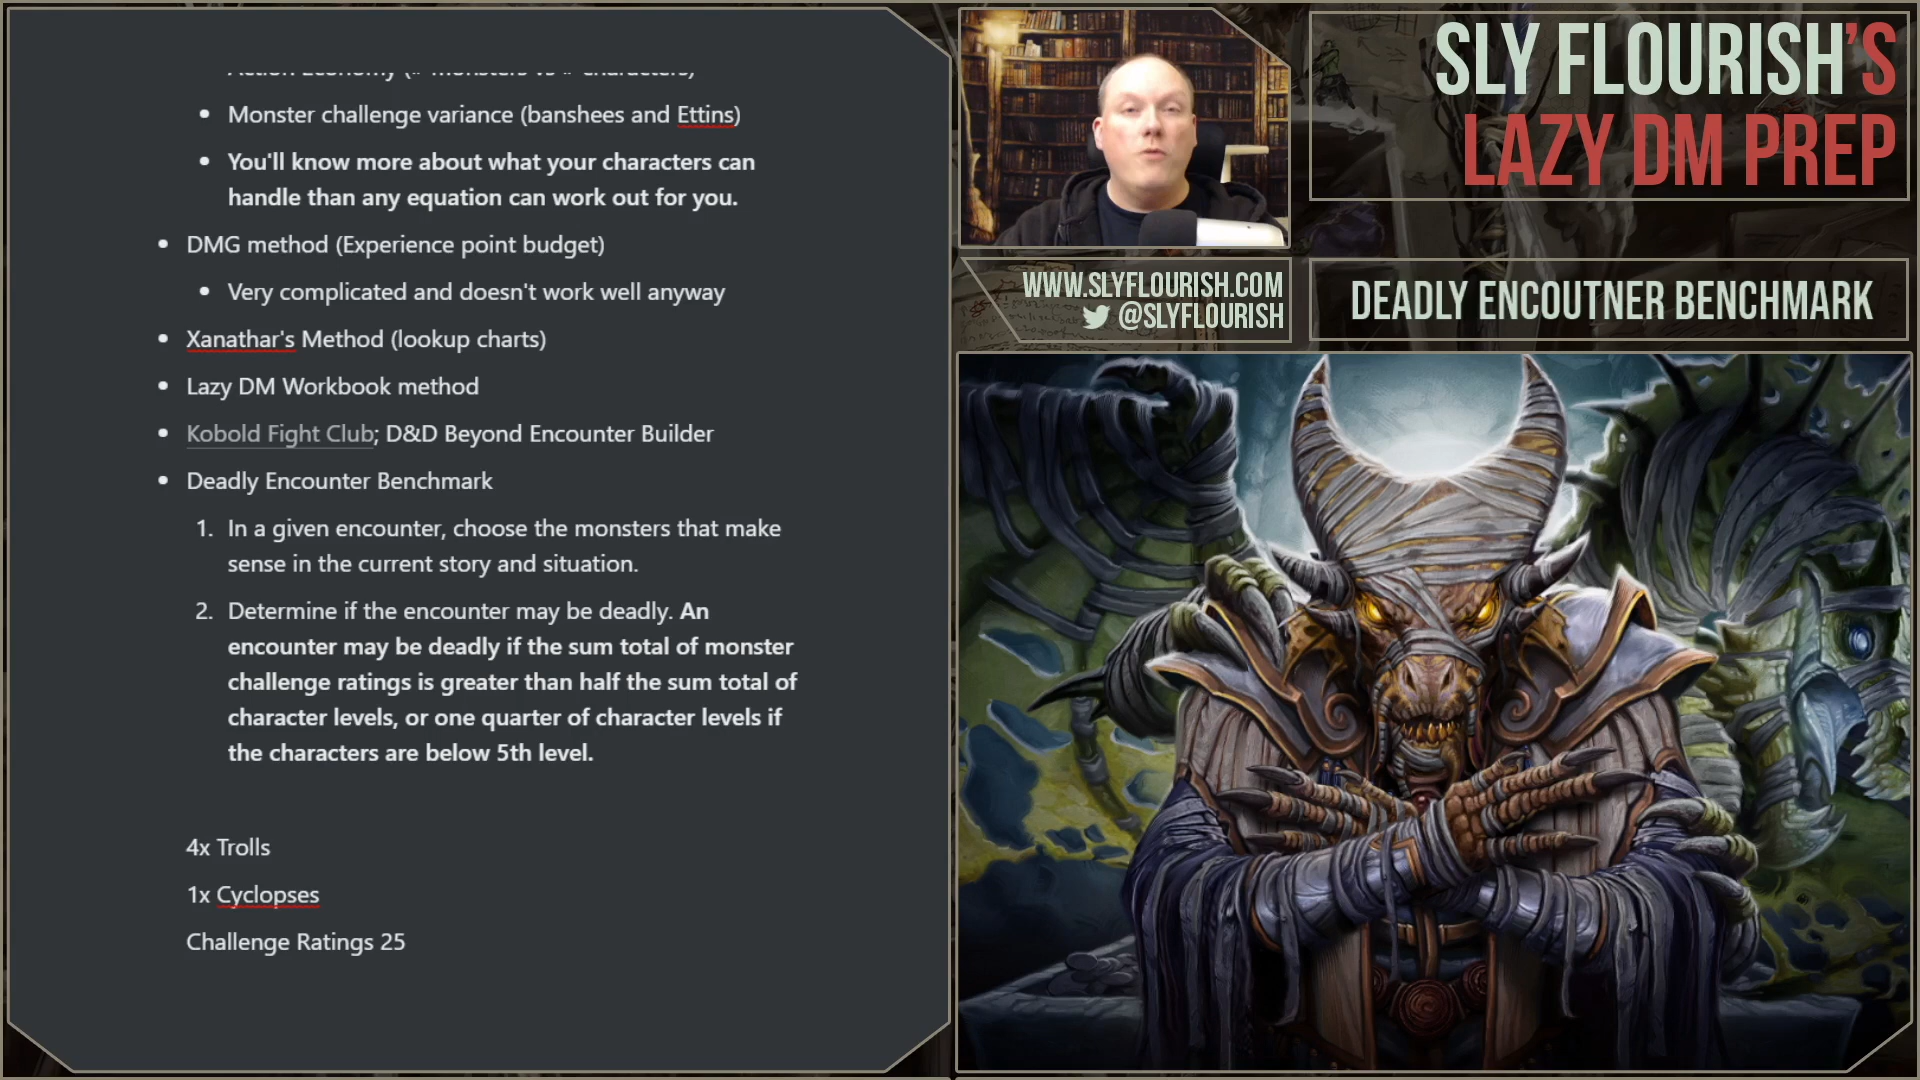 Monster challenge variance (banshees and Ettins)
You'll know more about what your characters can
handle than any equation can work out for you.
DMG method (Experience point budget)
Very complicated and doesn't work well anyway
Xanathar's Method (lookup charts)
Lazy DM Workbook method
Kobold Fight Club; D&D Beyond Encounter Builder
Deadly Encounter Benchmark
1. In a given encounter, choose the monsters that make
sense in the current story and situation.
2. Determine if the encounter may be deadly. An
encounter may be deadly if the sum total of monster
challenge ratings is greater than half the sum total of
character levels, or one quarter of character levels if
the characters are below 5th level.
4x Trolls
1x Cyclopses
Challenge Ratings 25
SLY FLOURISH'S
LAZY DM PREP
WWW.SLYFLOURISH.COM
@SLYFLOURISH
DEADLY ENCOUTNER BENCHMARK